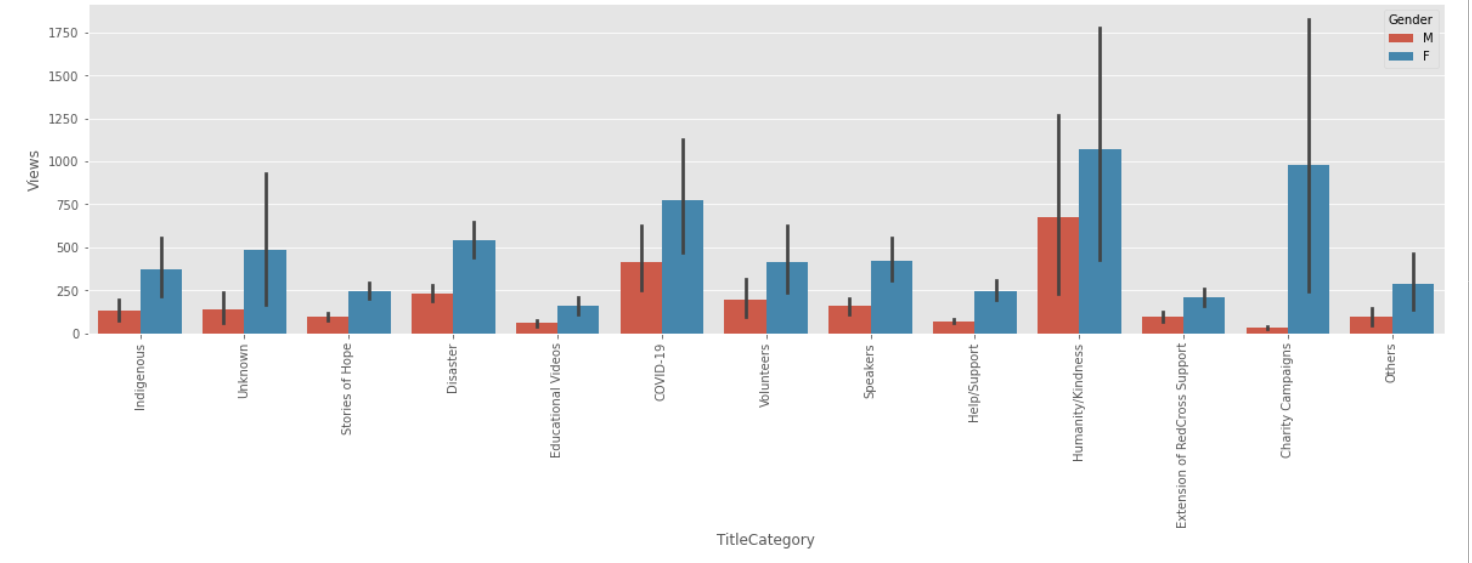 Gender
M
F
Views
1750
1500
1250
1000
750
500
250
0
Indigenous
Unknown
Stories of Hope
Disaster
Educational Videos
COVID-19
Volunteers
Speakers
Help/Support
Humanity/Kindness
Extension of RedCross Support
Charity Campaigns
Others
TitleCategory